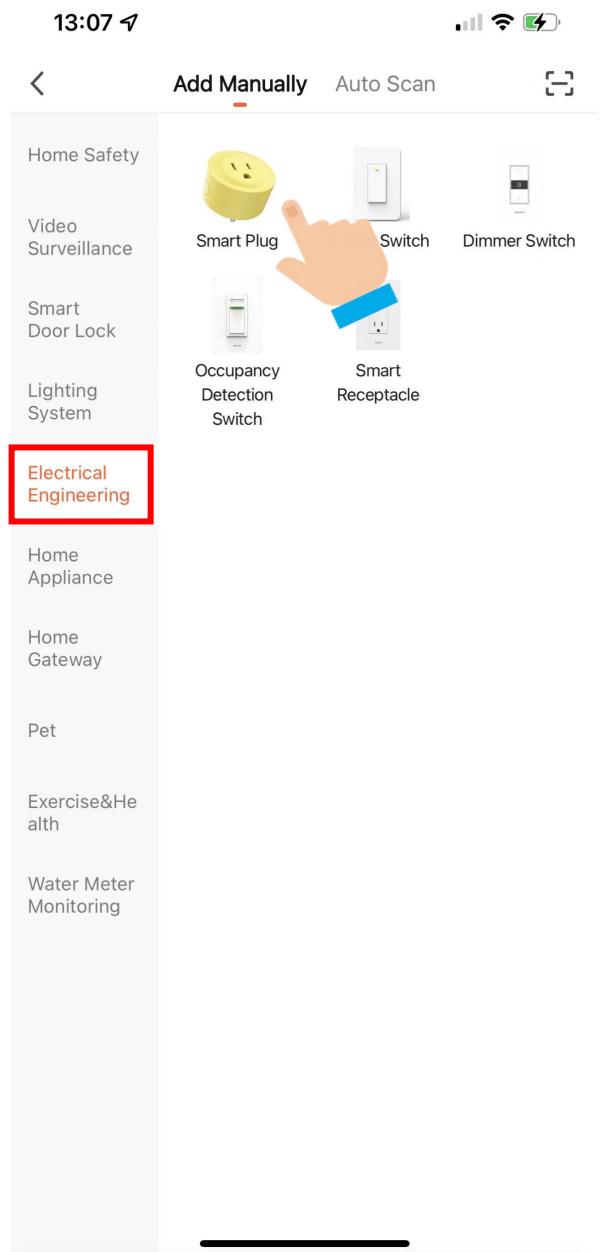 13:07
Add Manually
Auto Scan
Home Safety
Video
Surveillance
Smart
Door Lock
Lighting
System
Electrical
Engineering
Home
Appliance
Home
Gateway
Pet
Exercise&He
alth
Water Meter
Monitoring
Smart Plug
Switch
Dimmer Switch
Occupancy
Detection
Switch
Smart
Receptacle